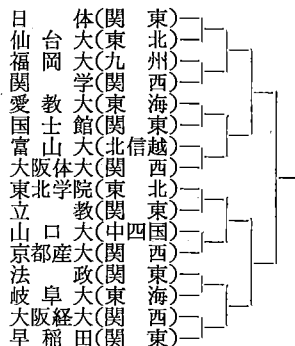 日体(関東)
仙台大(東北)
福岡大(九州)
関学(関西)
愛教大(東海)
国士館(関東)
富山大(北信越)
大阪体大(関西)
東北学院(東北)
立教(関東)
山口大(中四国)
京都産大(関西)
法政(関東)
岐阜大(東海)
大阪経大(関西)
早稲田(関東)